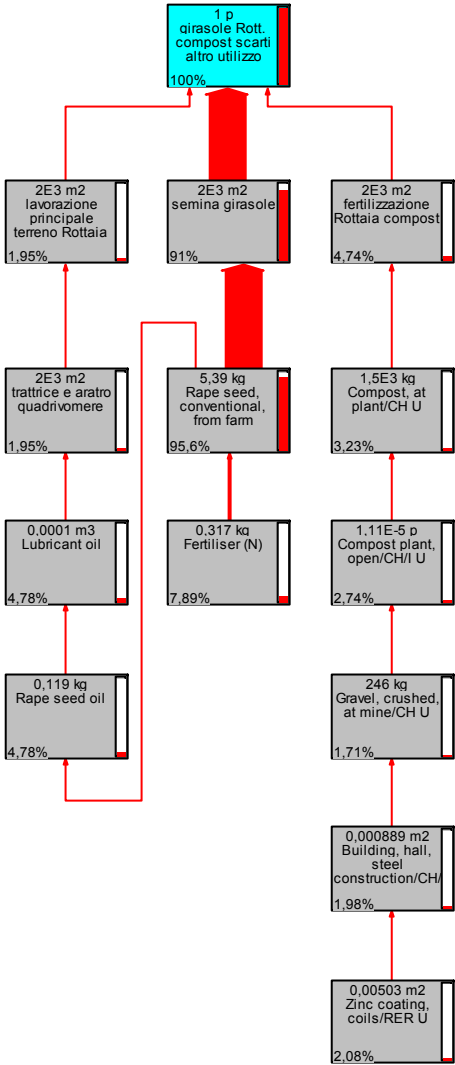 1 p
girasole Rott.
compost scarti
altro utilizzo
100%
2E3 m2
lavorazione
principale
terreno Rottaia
1,95%
2E3 m2
semina girasole
91%
2E3 m2
fertilizzazione
Rottaia compost
4,74%
2E3 m2
trattrice e aratro
quadrivomere
1,95%
5,39 kg
Rape seed,
conventional,
from farm
95,6%
1,5E3 kg
Compost, at
plant/CH U
3,23%
0,0001 m3
Lubricant oil
4,78%
0,317 kg
Fertiliser (N)
7,89%
1,11E-5 p
Compost plant,
open/CH/I U
2,74%
0,119 kg
Rape seed oil
4,78%
246 kg
Gravel, crushed,
at mine/CH U
1,71%
0,000889 m2
Building, hall,
steel
construction/CH/
1,98%
0,00503 m2
Zinc coating,
coils/RER U
2,08%